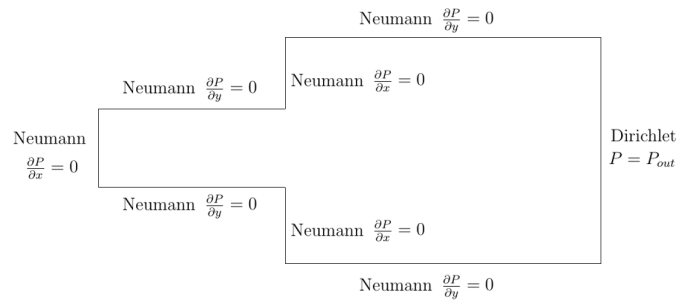 Neumann ∂P/∂y = 0
Neumann ∂P/∂y = 0
Neumann ∂P/∂x = 0
Neumann
∂P/∂x = 0
Dirichlet
P = P_out
Neumann ∂P/∂y = 0
Neumann ∂P/∂x = 0
Neumann ∂P/∂y = 0